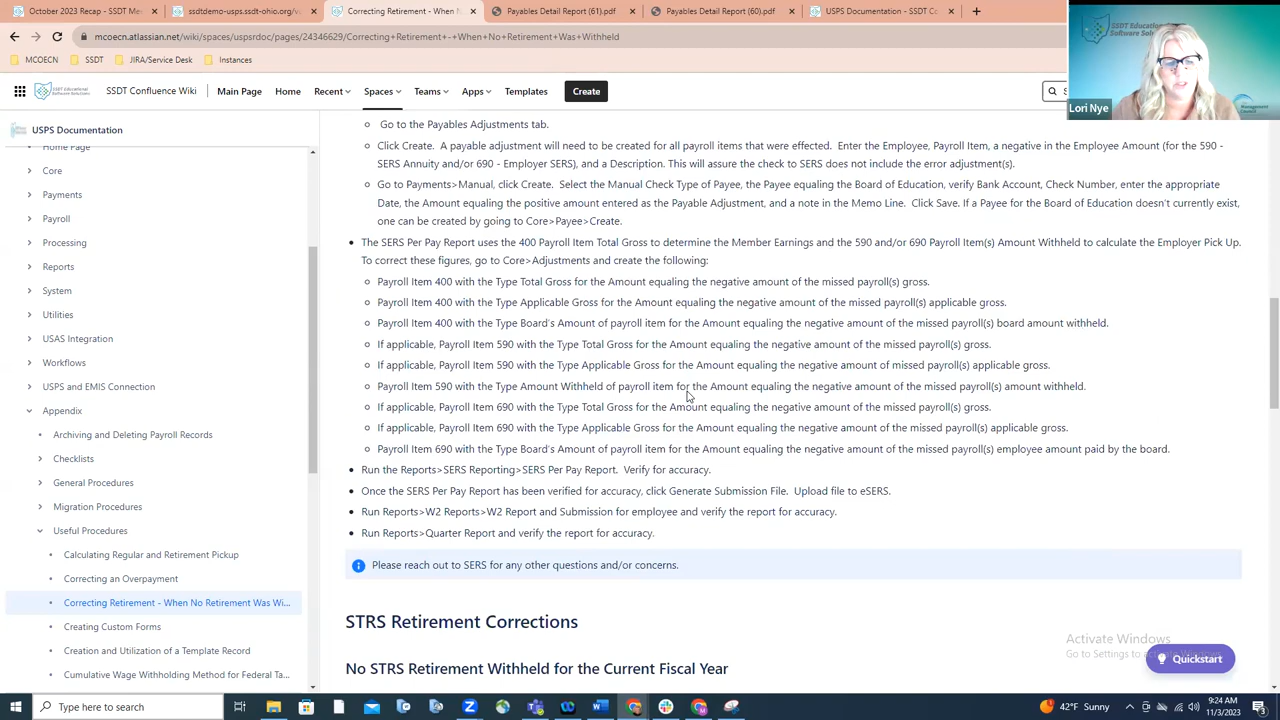 October 2023 Recap - SSDT Me
ssdtdemo-uspsr.ssdt-ohio.org/v
Correcting Retirement - When N
Payables Detail Report (61).pdf
Payables Detail Report (60).pdf
USPS Documentation - SSDT C
mcoecn.atlassian.net/wiki/spaces/uspsrdoc/pages/24346629/Correcting+Retirement+-+When+No+Retirement+Was+Withheld
MCOECN
SSDT
JIRA/Service Desk
Instances
SSDT Education
Software Solu
Management
Council
Lori Nye
SSDT Confluence Wiki
Main Page
Home
Recent
Spaces
Teams
Apps
Templates
Create
S
USPS Documentation
Home Page
Core
Payments
Payroll
Processing
Reports
System
Utilities
USAS Integration
Workflows
USPS and EMIS Connection
Appendix
Archiving and Deleting Payroll Records
Checklists
General Procedures
Migration Procedures
Useful Procedures
Calculating Regular and Retirement Pickup
Correcting an Overpayment
Correcting Retirement - When No Retirement Was Wi...
Creating Custom Forms
Creation and Utilization of a Template Record
Cumulative Wage Withholding Method for Federal Ta...
Go to the Payables Adjustments tab.
Click Create. A payable adjustment will need to be created for all payroll items that were effected. Enter the Employee, Payroll Item, a negative in the Employee Amount (for the 590 -
SERS Annuity and/or 690 - Employer SERS), and a Description. This will assure the check to SERS does not include the error adjustment(s).
Go to Payments>Manual, click Create. Select the Manual Check Type of Payee, the Payee equaling the Board of Education, verify Bank Account, Check Number, enter the appropriate
Date, the Amount equaling the positive amount entered as the Payable Adjustment, and a note in the Memo Line. Click Save. If a Payee for the Board of Education doesn't currently exist,
one can be created by going to Core>Payee>Create.
The SERS Per Pay Report uses the 400 Payroll Item Total Gross to determine the Member Earnings and the 590 and/or 690 Payroll Item(s) Amount Withheld to calculate the Employer Pick Up.
To correct these figures, go to Core>Adjustments and create the following:
Payroll Item 400 with the Type Total Gross for the Amount equaling the negative amount of the missed payroll(s) gross.
Payroll Item 400 with the Type Applicable Gross for the Amount equaling the negative amount of the missed payroll(s) applicable gross.
Payroll Item 400 with the Type Board's Amount of payroll item for the Amount equaling the negative amount of the missed payroll(s) board amount withheld.
If applicable, Payroll Item 590 with the Type Total Gross for the Amount equaling the negative amount of the missed payroll(s) gross.
If applicable, Payroll Item 590 with the Type Applicable Gross for the Amount equaling the negative amount of missed payroll(s) applicable gross.
Payroll Item 590 with the Type Amount Withheld of payroll item for the Amount equaling the negative amount of the missed payroll(s) amount withheld.
If applicable, Payroll Item 690 with the Type Total Gross for the Amount equaling the negative amount of the missed payroll(s) gross.
If applicable, Payroll Item 690 with the Type Applicable Gross for the Amount equaling the negative amount of the missed payroll(s) applicable gross.
Payroll Item 690 with the Type Board's Amount of payroll item for the Amount equaling the negative amount of the missed payroll(s) employee amount paid by the board.
Run the Reports>SERS Reporting>SERS Per Pay Report. Verify for accuracy.
Once the SERS Per Pay Report has been verified for accuracy, click Generate Submission File. Upload file to eSERS.
Run Reports>W2 Reports>W2 Report and Submission for employee and verify the report for accuracy.
Run Reports>Quarter Report and verify the report for accuracy.
Please reach out to SERS for any other questions and/or concerns.
STRS Retirement Corrections
No STRS Retirement Withheld for the Current Fiscal Year
Activate Windows
Go to Settings to activate Windows.
Quickstart
Type here to search
42°F Sunny
9:24 AM
11/3/2023